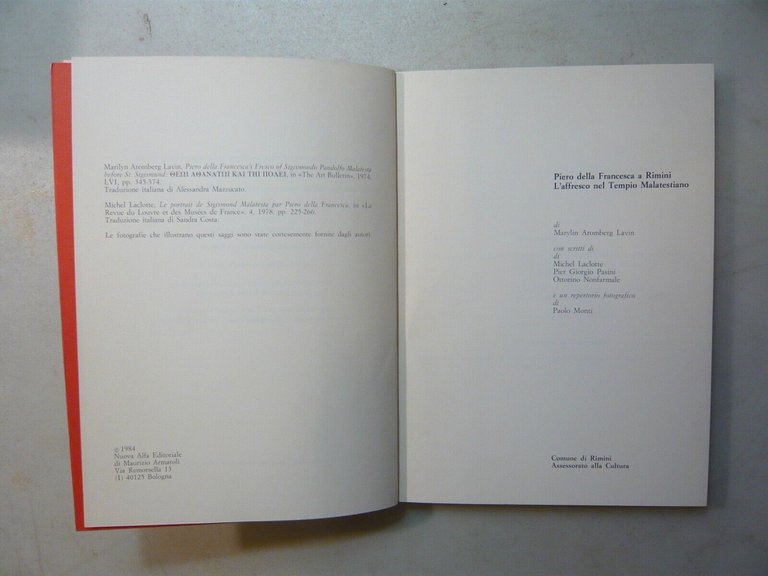 Marilyn Aromberg Lavin, Piero della Francesca's Fresco of Sigismondo Pandolfo Malatesta
before St. Sigismund: ΘΕΩΙ ΑΘΑΝΑΤΩΙ ΚΑΙ ΤΗΙ ΠΟΛΕΙ, in «The Art Bulletin», 1974,
LVI, pp. 345-374.
Traduzione italiana di Alessandra Mazzucato.
Michel Laclotte, Le portrait de Sigismond Malatesta par Piero della Francesca, in «La
Revue du Louvre et des Musées de France», 4, 1978, pp. 225-266.
Traduzione italiana di Sandra Costa.
Le fotografie che illustrano questi saggi sono state cortesemente fornite dagli autori.
© 1984
Nuova Alfa Editoriale
di Maurizio Armaroli
Via Remorsella 13
(I) 40125 Bologna
Piero della Francesca a Rimini
L'affresco nel Tempio Malatestiano
di
Marylin Aromberg Lavin
con scritti di
di
Michel Laclotte
Pier Giorgio Pasini
Ottorino Nonfarmale
e un repertorio fotografico
di
Paolo Monti
Comune di Rimini
Assessorato alla Cultura